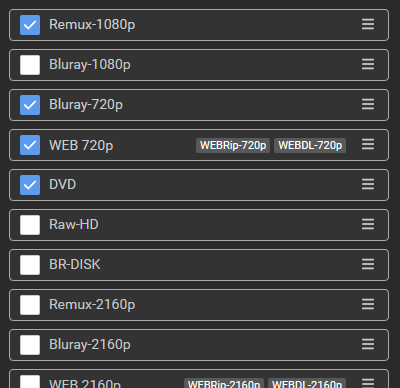 Remux-1080p
Bluray-1080p
Bluray-720p
WEB 720p WEBRip-720p WEBDL-720p
DVD
Raw-HD
BR-DISK
Remux-2160p
Bluray-2160p
WEB 2160p WEBRip-2160p WEBDL-2160p